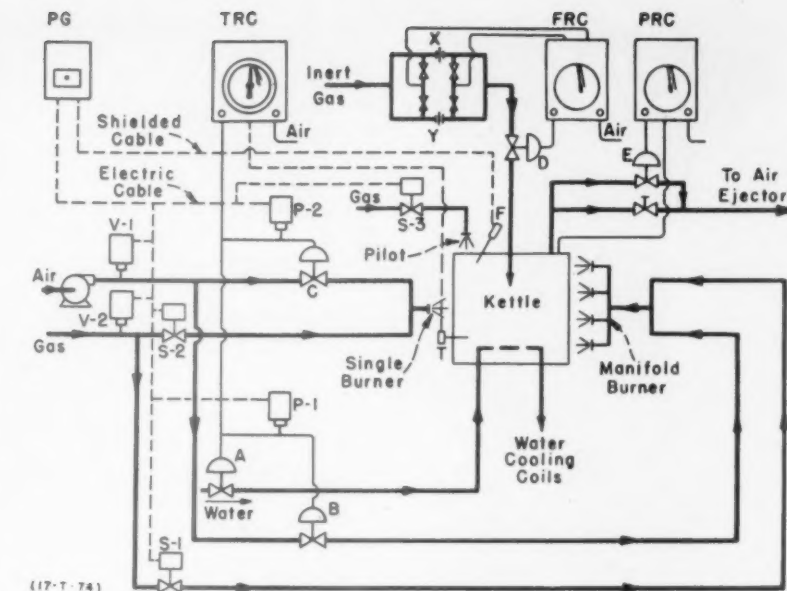 PG
TRC
FRC
PRC
X
Inert
Gas
Y
Air
Air
Shielded
Cable
D
E
Electric
Cable
To Air
Ejector
P-2
Gas
S-3
F
V-1
Pilot
Air
C
Kettle
V-2
Gas
S-2
Single
Burner
T
Manifold
Burner
P-1
Water
Cooling
Coils
A
Water
B
S-1
(17-T-74)